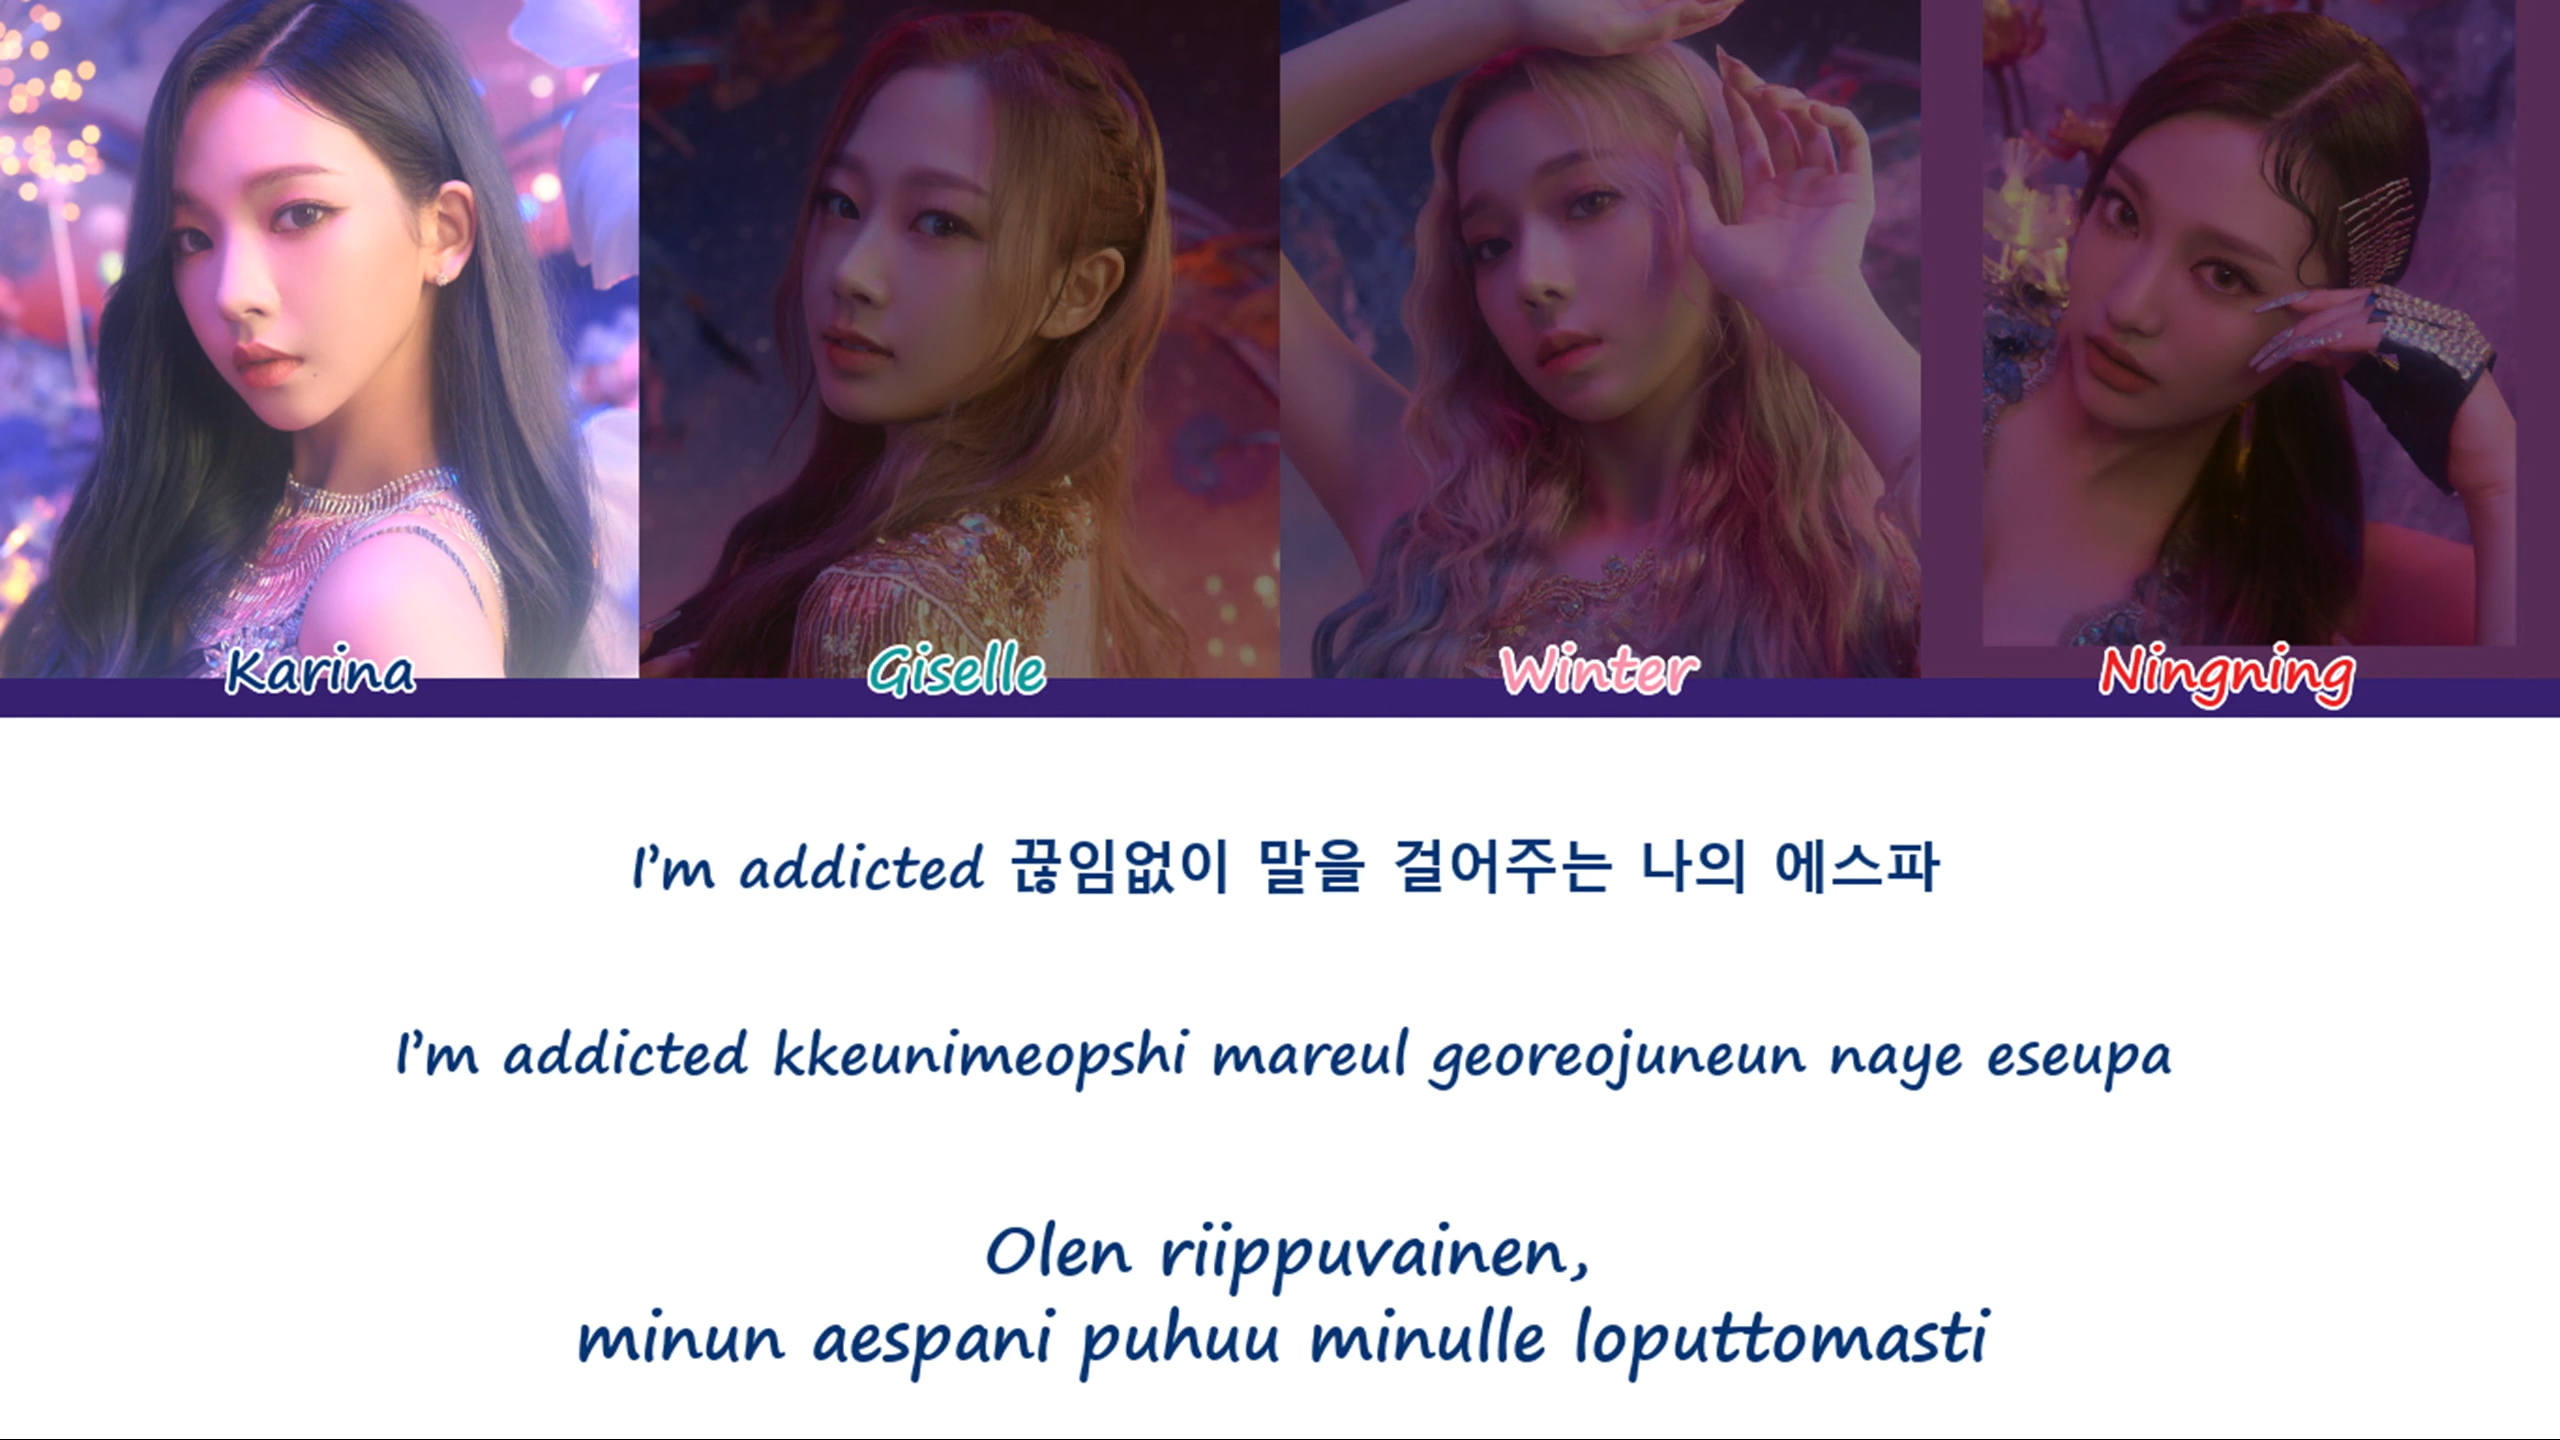 Karina Giselle Winter Ningning
I'm addicted 끊임없이 말을 걸어주는 나의 에스파
I'm addicted kkeunimeopshi mareul georeojuneun naye eseupa
Olen riippuvainen,
minun aespani puhuu minulle loputtomasti